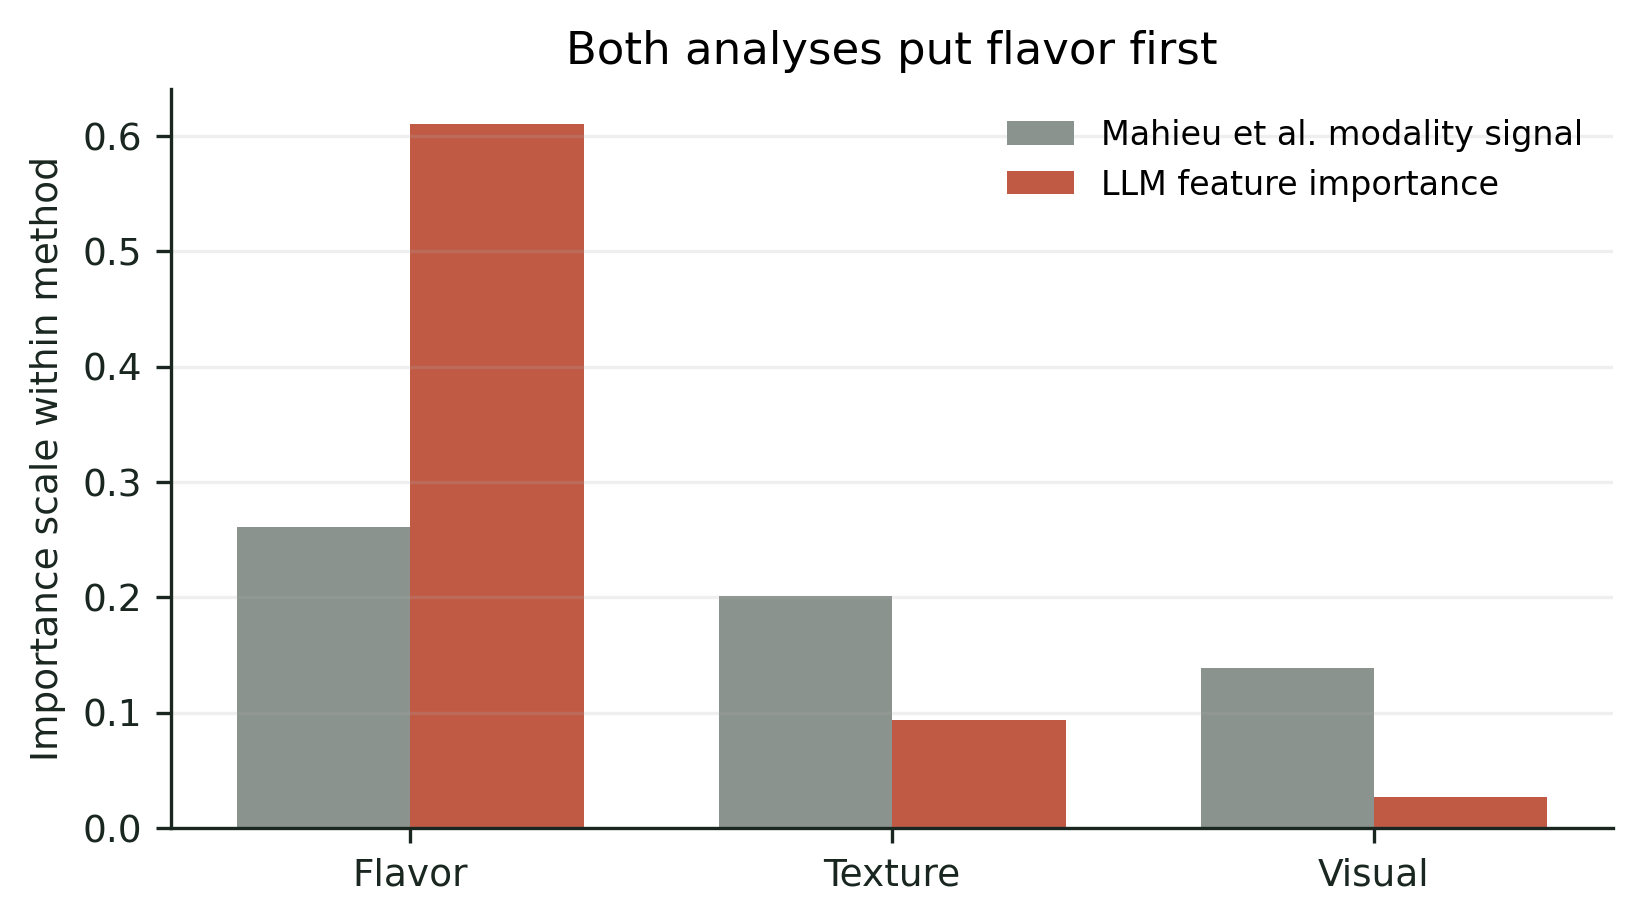 Both analyses put flavor first
Mahieu et al. modality signal
LLM feature importance
Importance scale within method
0.6
0.5
0.4
0.3
0.2
0.1
0.0
Flavor
Texture
Visual